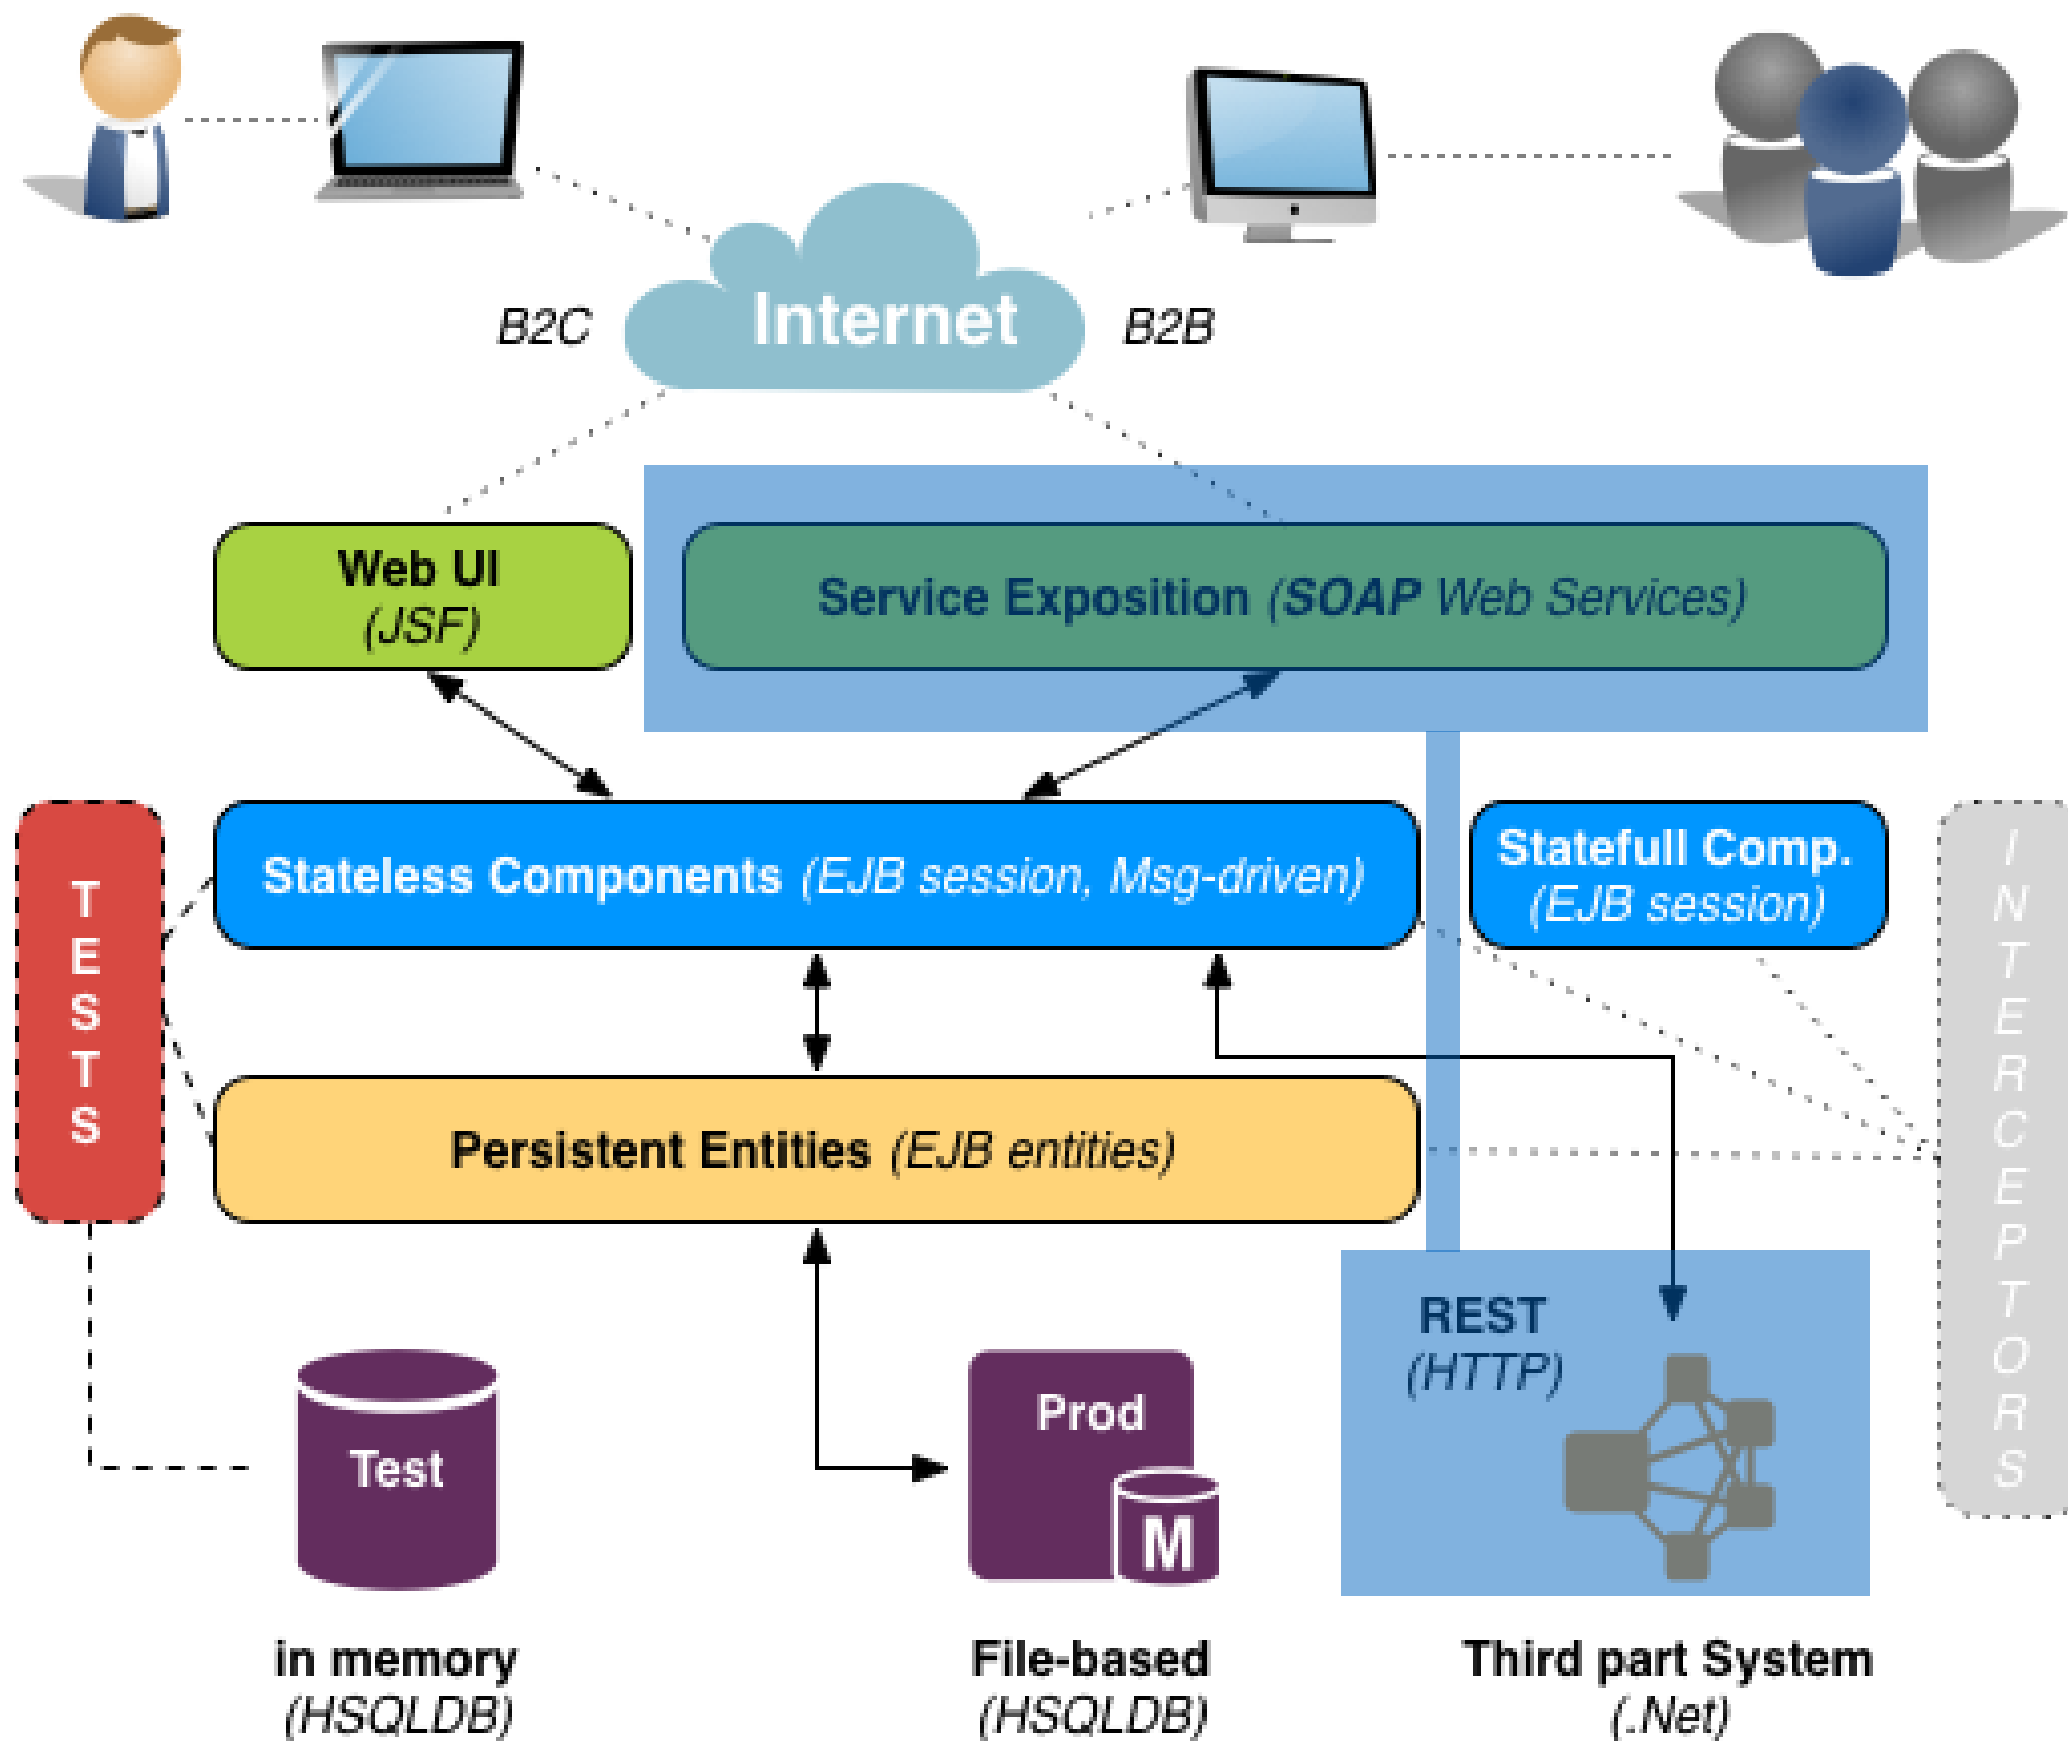 Internet
B2C
B2B
Web UI
(JSF)
Service Exposition (SOAP Web Services)
TESTS
Stateless Components (EJB session, Msg-driven)
Statefull Comp.
(EJB session)
INTERCEPTORS
Persistent Entities (EJB entities)
REST
(HTTP)
Test
Prod
M
in memory
(HSQLDB)
File-based
(HSQLDB)
Third part System
(.Net)